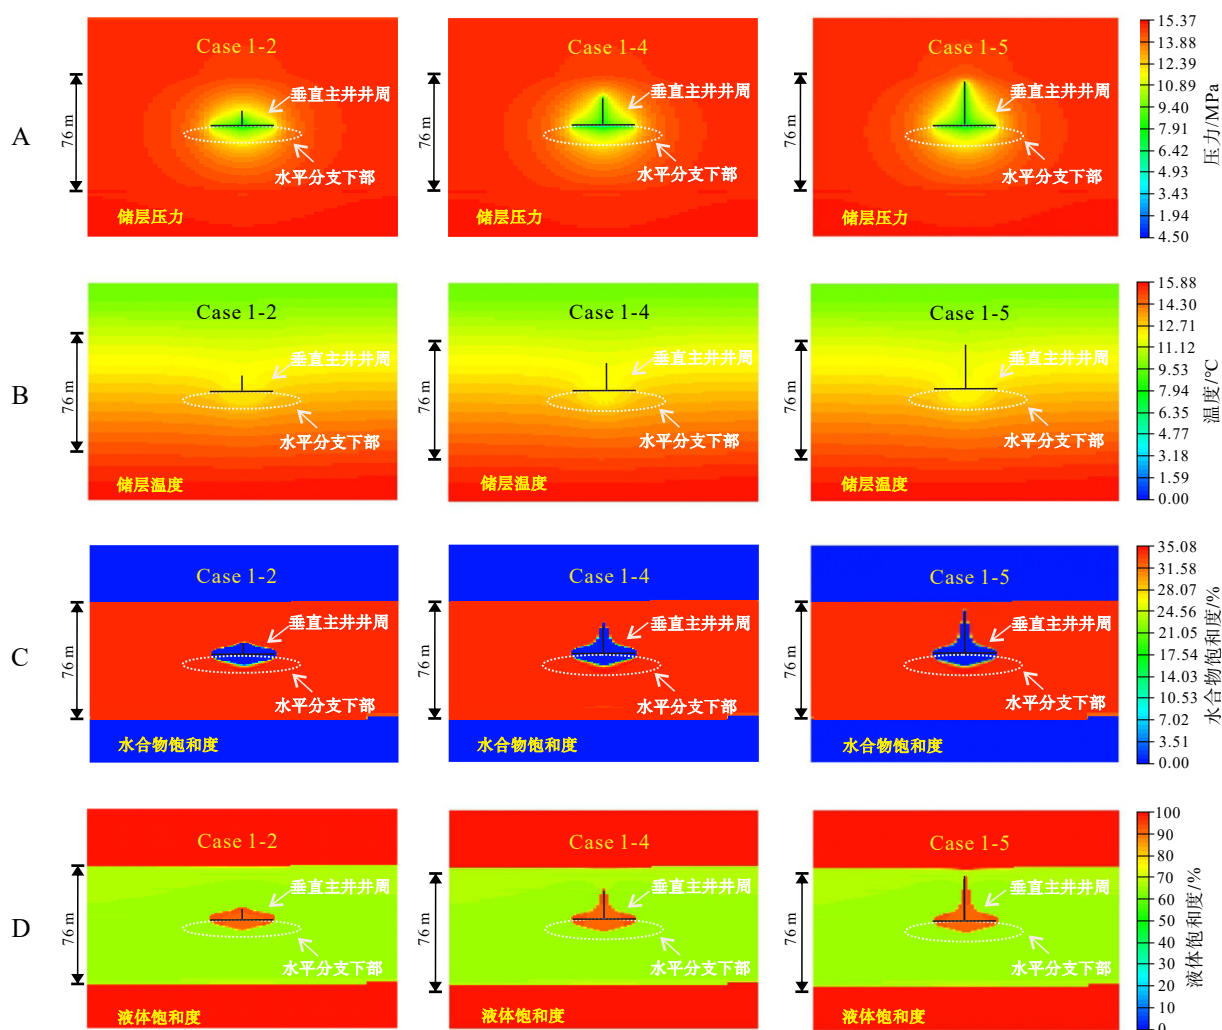 A
Case 1-2
76 m
垂直主井井周
水平分支下部
储层压力
Case 1-4
76 m
垂直主井井周
水平分支下部
储层压力
Case 1-5
76 m
垂直主井井周
水平分支下部
储层压力
15.37
13.88
12.39
10.89
9.40
7.91
6.42
4.93
3.43
1.94
4.50
压力/MPa
B
Case 1-2
76 m
垂直主井井周
水平分支下部
储层温度
Case 1-4
76 m
垂直主井井周
水平分支下部
储层温度
Case 1-5
76 m
垂直主井井周
水平分支下部
储层温度
15.88
14.30
12.71
11.12
9.53
7.94
6.35
4.77
3.18
1.59
0.00
温度/℃
C
Case 1-2
76 m
垂直主井井周
水平分支下部
水合物饱和度
Case 1-4
76 m
垂直主井井周
水平分支下部
水合物饱和度
Case 1-5
76 m
垂直主井井周
水平分支下部
水合物饱和度
35.08
31.58
28.07
24.56
21.05
17.54
14.03
10.53
7.02
3.51
0.00
水合物饱和度/%
D
Case 1-2
76 m
垂直主井井周
水平分支下部
液体饱和度
Case 1-4
76 m
垂直主井井周
水平分支下部
液体饱和度
Case 1-5
76 m
垂直主井井周
水平分支下部
液体饱和度
100
90
80
70
60
50
40
30
20
10
0
液体饱和度/%